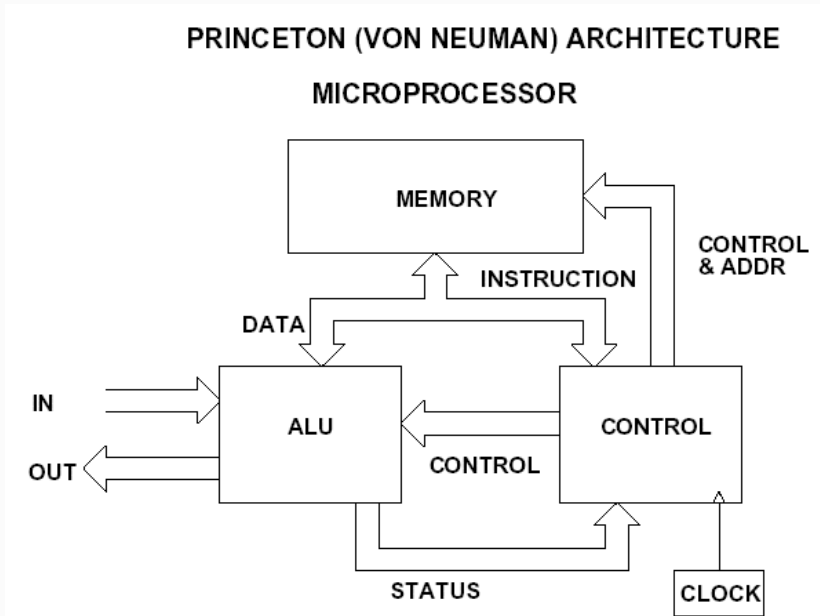 PRINCETON (VON NEUMAN) ARCHITECTURE
MICROPROCESSOR
MEMORY
CONTROL
& ADDR
INSTRUCTION
DATA
IN
ALU
CONTROL
OUT
CONTROL
STATUS
CLOCK